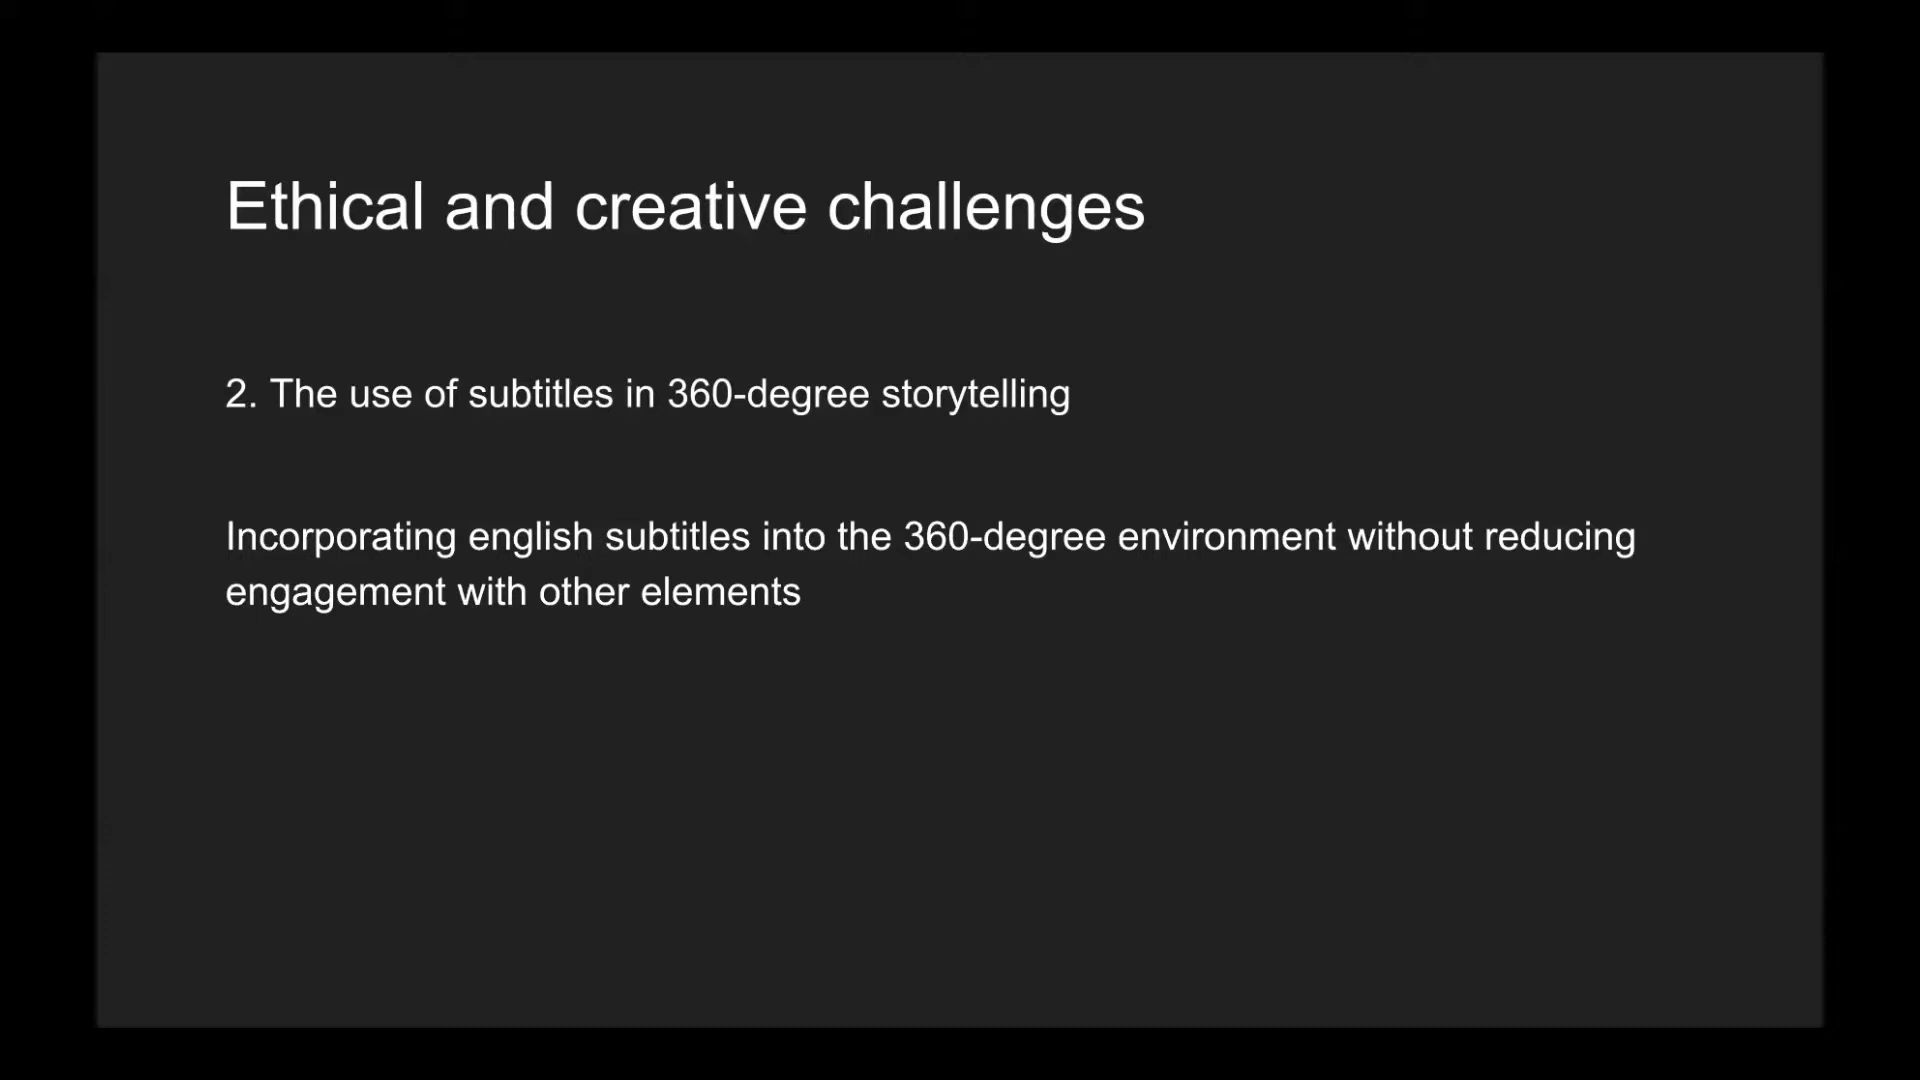 Ethical and creative challenges
2. The use of subtitles in 360-degree storytelling
Incorporating english subtitles into the 360-degree environment without reducing
engagement with other elements